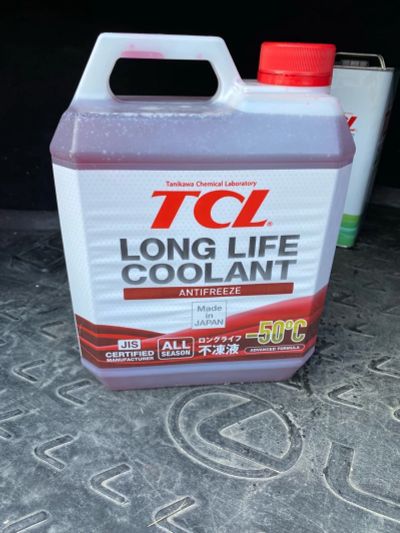 Tanikawa Chemical Laboratory
TCL®
LONG LIFE
COOLANT
ANTIFREEZE
Made in JAPAN
JIS
CERTIFIED
MANUFACTURER
ALL
SEASON
ロングライフ
不凍液
-50°C
ADVANCED FORMULA
TCL